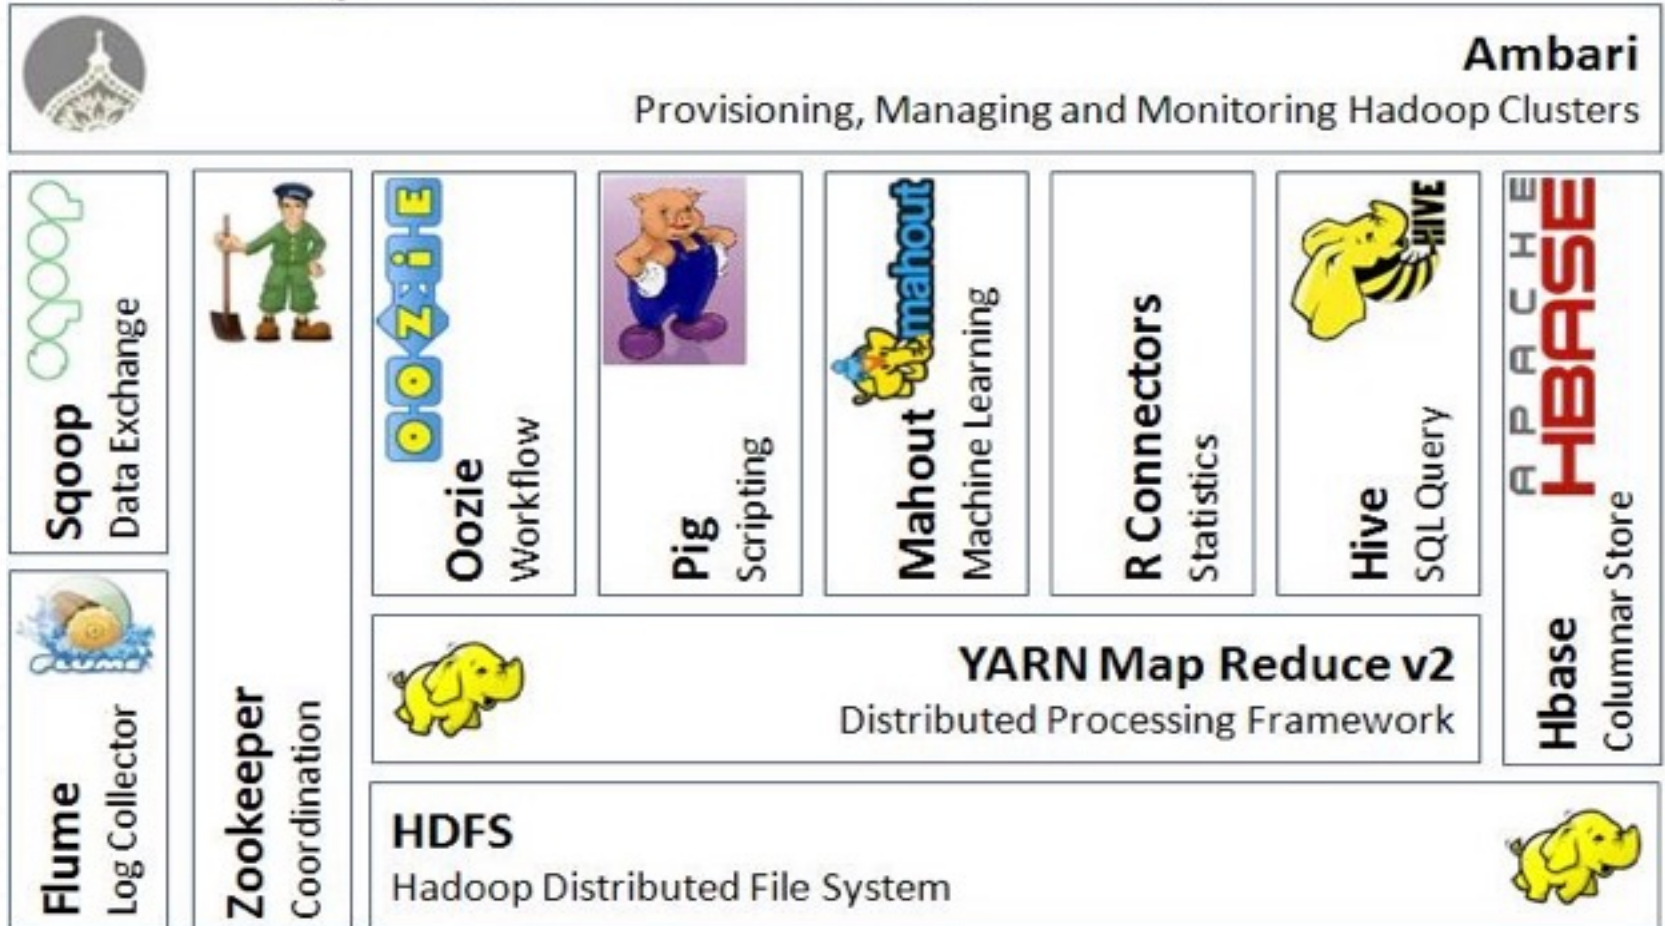 Ambari
Provisioning, Managing and Monitoring Hadoop Clusters
sqoop
Sqoop
Data Exchange
FLUME
Flume
Log Collector
Zookeeper
Coordination
OOZIE
Oozie
Workflow
Pig
Scripting
mahout
Mahout
Machine Learning
R Connectors
Statistics
HIVE
Hive
SQL Query
APACHE
HBASE
Hbase
Columnar Store
YARN Map Reduce v2
Distributed Processing Framework
HDFS
Hadoop Distributed File System